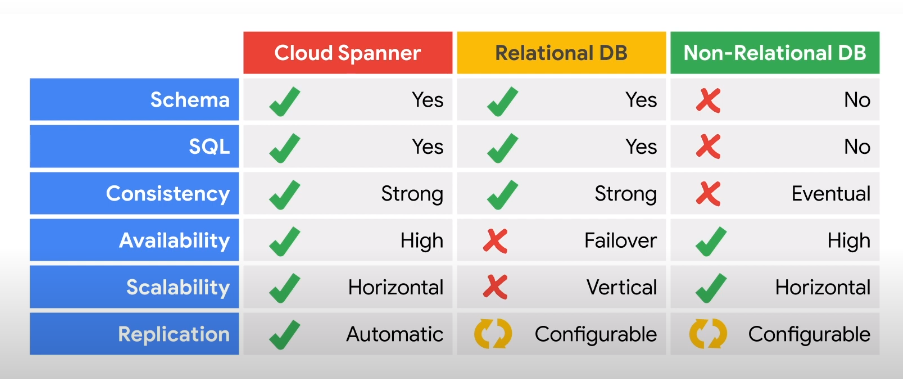 Cloud Spanner Relational DB Non-Relational DB
Schema Yes Yes No
SQL Yes Yes No
Consistency Strong Strong Eventual
Availability High Failover High
Scalability Horizontal Vertical Horizontal
Replication Automatic Configurable Configurable